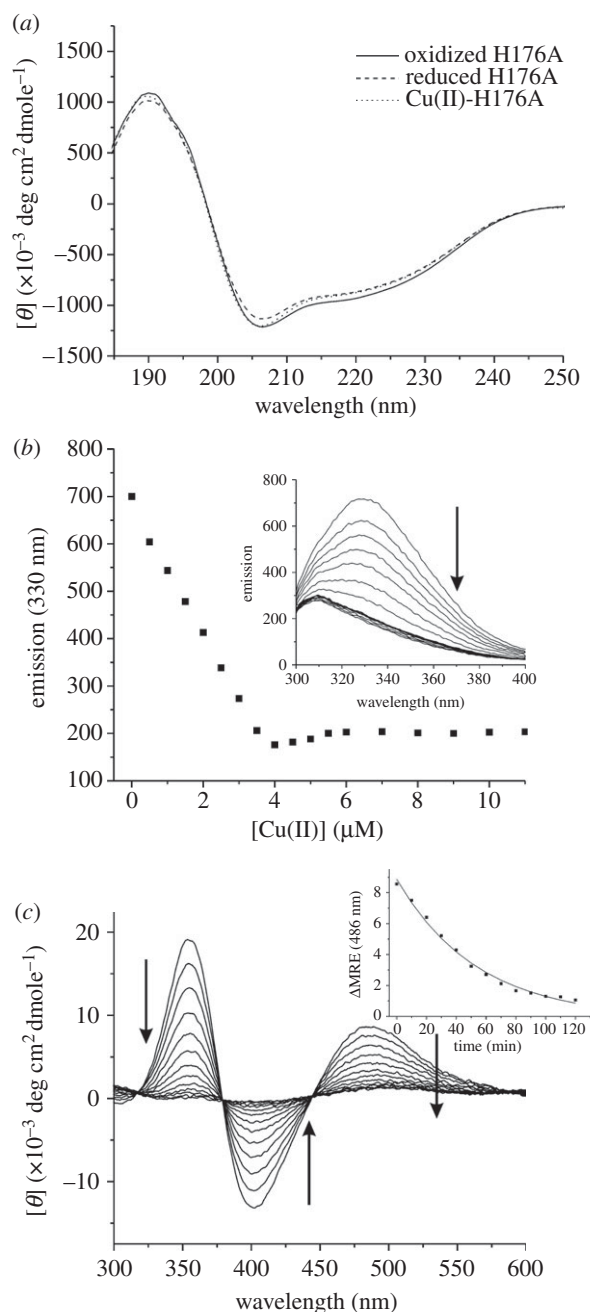 (a)
1500
1000
500
0
−500
−1000
−1500
[θ] (×10⁻³ deg cm² dmole⁻¹)
oxidized H176A
reduced H176A
Cu(II)-H176A
190 200 210 220 230 240 250
wavelength (nm)
(b)
800
700
600
500
400
300
200
100
emission (330 nm)
0 2 4 6 8 10
[Cu(II)] (μM)
800
600
400
200
0
emission
300 320 340 360 380 400
wavelength (nm)
(c)
20
10
0
−10
[θ] (×10⁻³ deg cm² dmole⁻¹)
300 350 400 450 500 550 600
wavelength (nm)
8
6
4
2
0
ΔMRE (486 nm)
0 20 40 60 80 100 120
time (min)